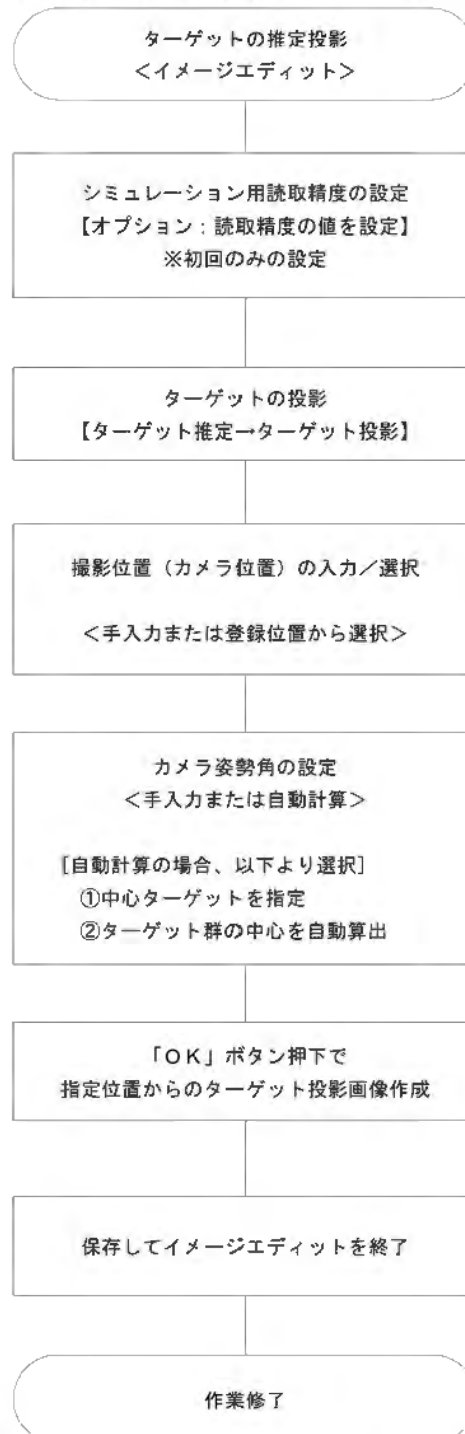 ターゲットの推定投影
＜イメージエディット＞
シミュレーション用読取精度の設定
【オプション：読取精度の値を設定】
※初回のみの設定
ターゲットの投影
【ターゲット推定→ターゲット投影】
撮影位置（カメラ位置）の入力／選択
＜手入力または登録位置から選択＞
カメラ姿勢角の設定
＜手入力または自動計算＞
［自動計算の場合、以下より選択］
①中心ターゲットを指定
②ターゲット群の中心を自動算出
「ＯＫ」ボタン押下で
指定位置からのターゲット投影画像作成
保存してイメージエディットを終了
作業修了